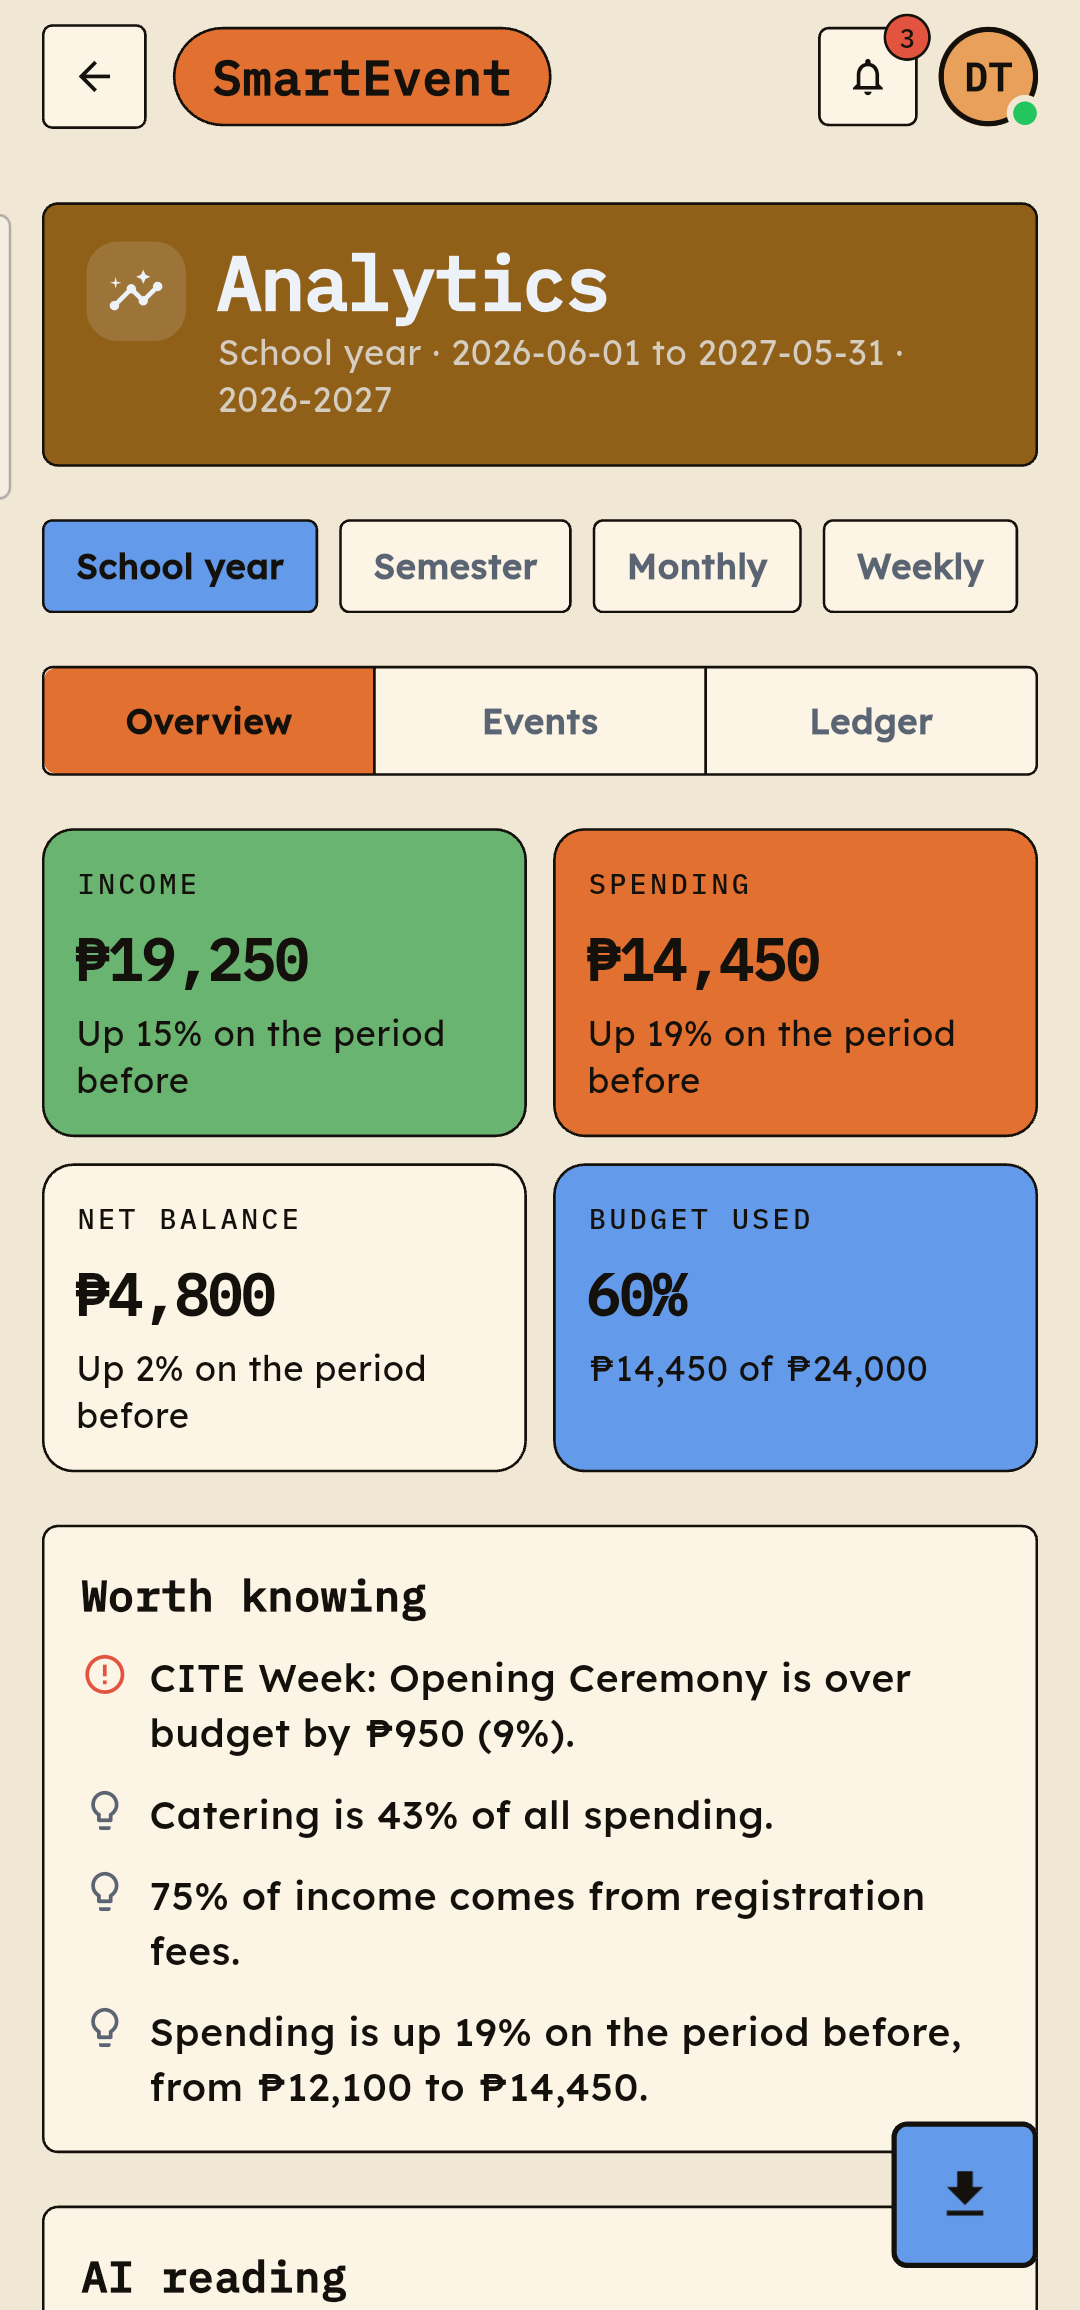 SmartEvent
3
DT
Analytics
School year · 2026-06-01 to 2027-05-31 ·
2026-2027
School year
Semester
Monthly
Weekly
Overview
Events
Ledger
INCOME
₱19,250
Up 15% on the period
before
SPENDING
₱14,450
Up 19% on the period
before
NET BALANCE
₱4,800
Up 2% on the period
before
BUDGET USED
60%
₱14,450 of ₱24,000
Worth knowing
CITE Week: Opening Ceremony is over
budget by ₱950 (9%).
Catering is 43% of all spending.
75% of income comes from registration
fees.
Spending is up 19% on the period before,
from ₱12,100 to ₱14,450.
AI reading